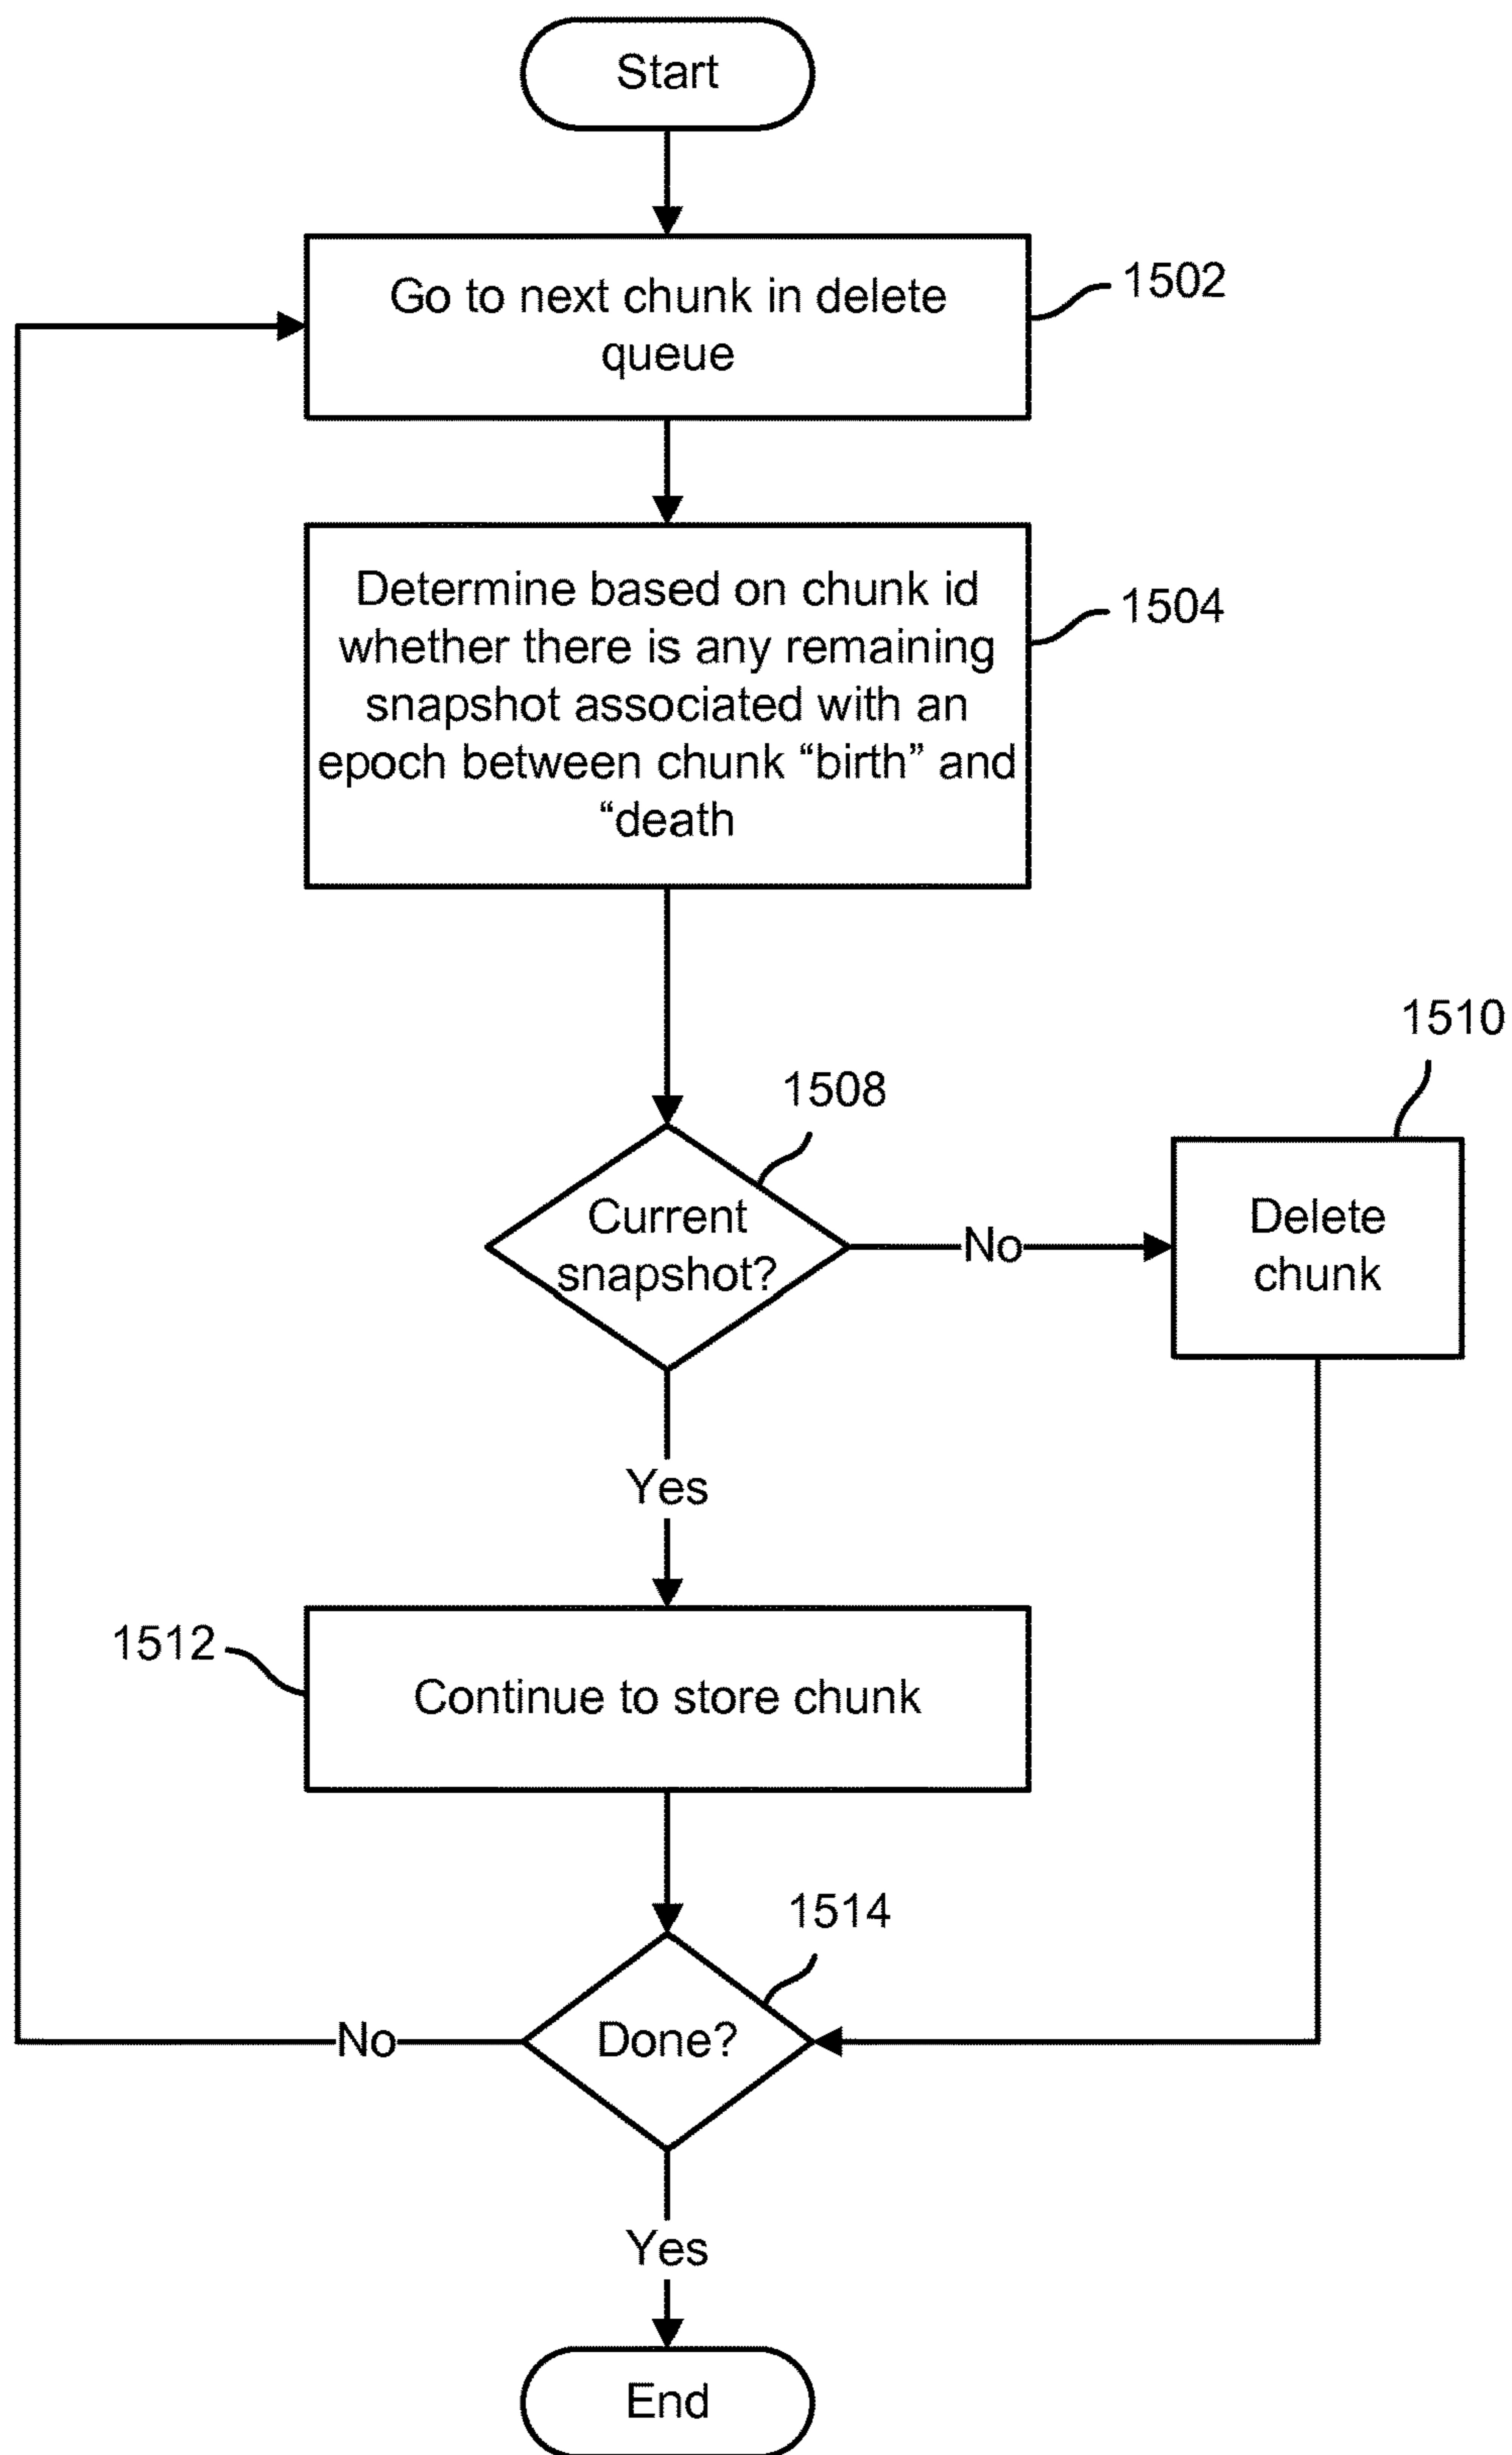 Start
Go to next chunk in delete
queue
1502
Determine based on chunk id
whether there is any remaining
snapshot associated with an
epoch between chunk “birth” and
“death
1504
1508
Current
snapshot?
No
1510
Delete
chunk
Yes
1512
Continue to store chunk
1514
Done?
No
Yes
End